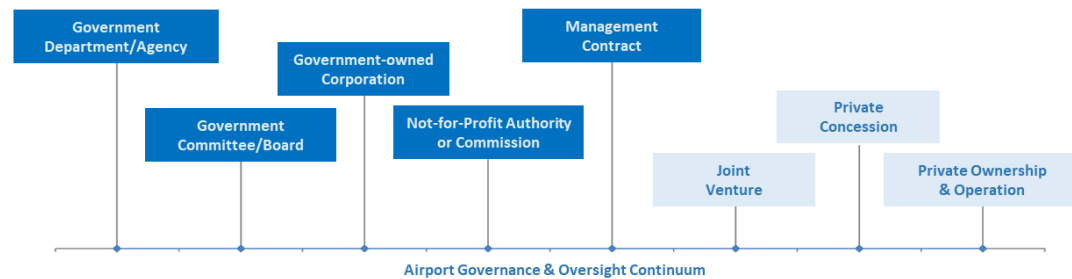 Government
Department/Agency
Government
Committee/Board
Government-owned
Corporation
Not-for-Profit Authority
or Commission
Management
Contract
Joint
Venture
Private
Concession
Private Ownership
& Operation
Airport Governance & Oversight Continuum